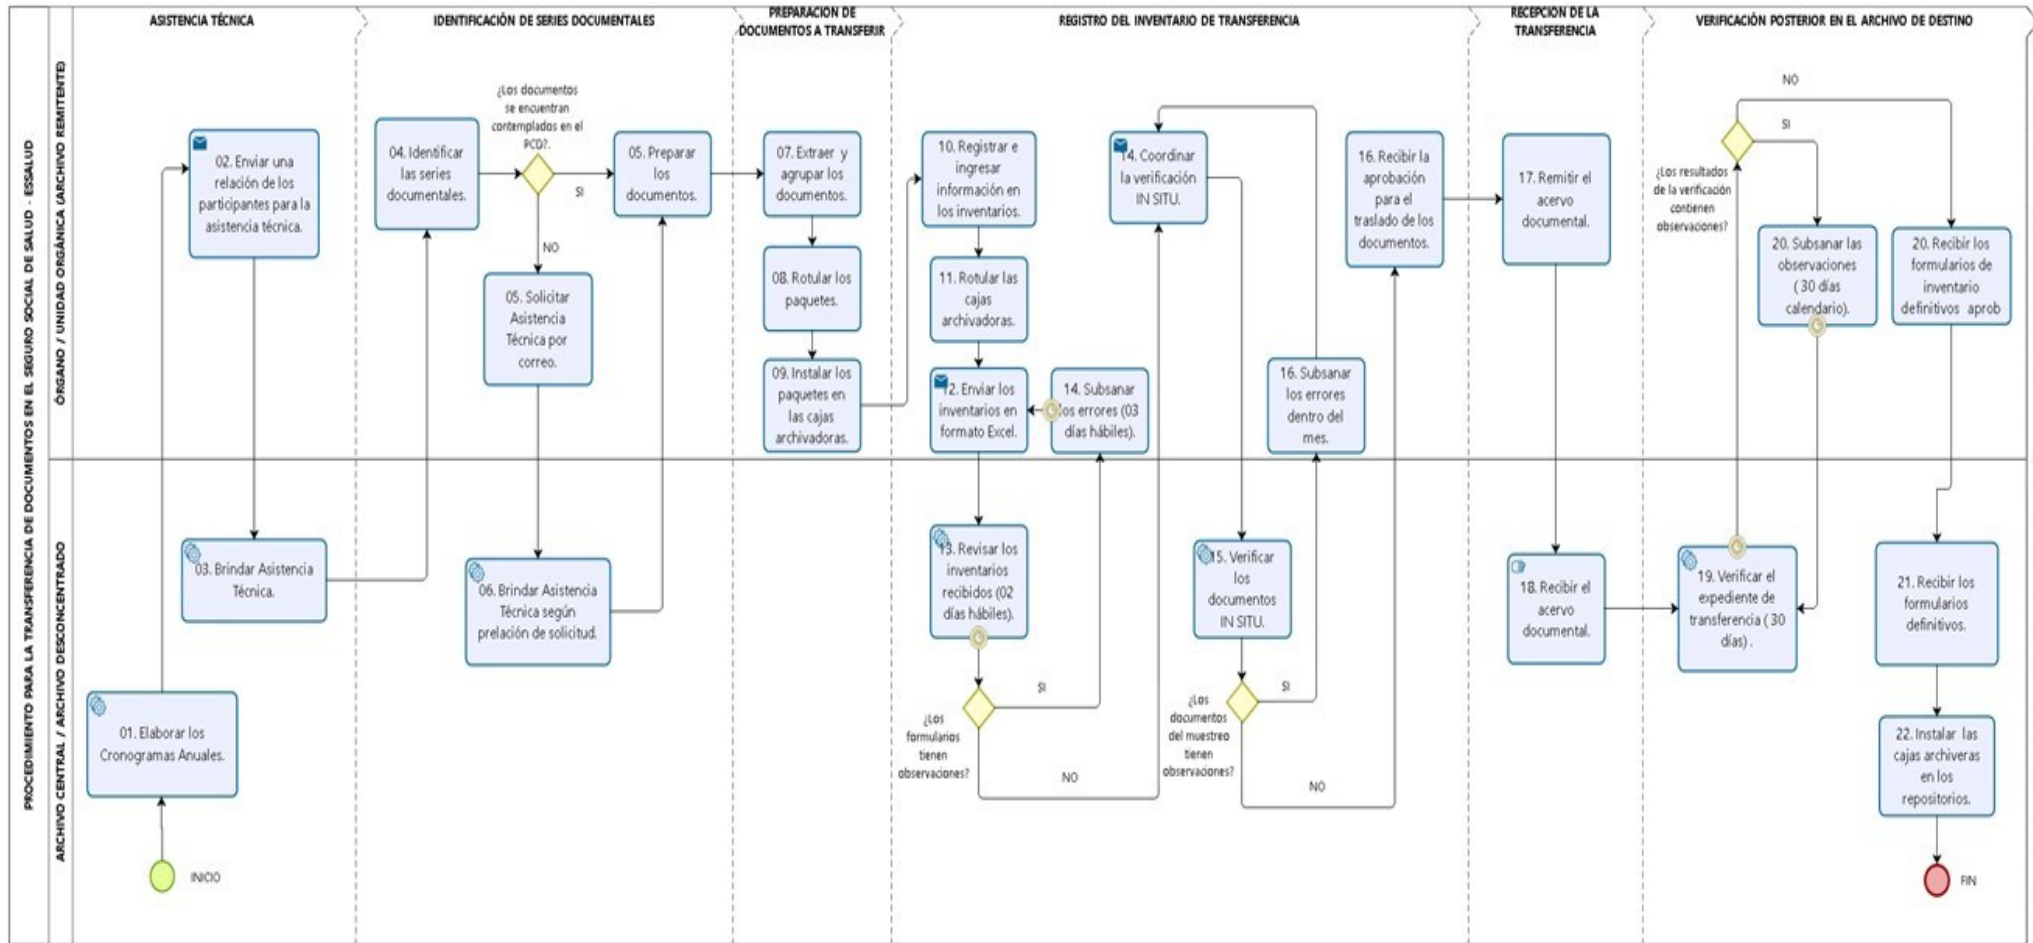 PROCEDIMIENTO PARA LA TRANSFERENCIA DE DOCUMENTOS EN EL SEGURO SOCIAL DE SALUD - ESSALUD
ÓRGANO / UNIDAD ORGÁNICA (ARCHIVO REMITENTE)
ARCHIVO CENTRAL / ARCHIVO DESCONCENTRADO
ASISTENCIA TÉCNICA
02. Enviar una
relación de los
participantes para la
asistencia técnica.
03. Brindar Asistencia
Técnica.
01. Elaborar los
Cronogramas Anuales.
INICIO
IDENTIFICACIÓN DE SERIES DOCUMENTALES
04. Identificar
las series
documentales.
¿Los documentos
se encuentran
contemplados en el
PCD?.
SI
NO
05. Preparar
los
documentos.
05. Solicitar
Asistencia
Técnica por
correo.
06. Brindar Asistencia
Técnica según
prelación de solicitud.
PREPARACION DE
DOCUMENTOS A TRANSFERIR
07. Extraer y
agrupar los
documentos.
08. Rotular los
paquetes.
09. Instalar los
paquetes en
las cajas
archivadoras.
REGISTRO DEL INVENTARIO DE TRANSFERENCIA
10. Registrar e
ingresar
información en
los inventarios.
11. Rotular las
cajas
archivadoras.
12. Enviar los
inventarios en
formato Excel.
14. Subsanar
los errores (03
días hábiles).
13. Revisar los
inventarios
recibidos (02
días hábiles).
¿Los
formularios
tienen
observaciones?
SI
NO
14. Coordinar
la verificación
IN SITU.
15. Verificar
los
documentos
IN SITU.
¿Los
documentos
del muestreo
tienen
observaciones?
SI
NO
16. Subsanar
los errores
dentro del
mes.
16. Recibir la
aprobación
para el
traslado de los
documentos.
RECEPCION DE LA
TRANSFERENCIA
17. Remitir el
acervo
documental.
18. Recibir el
acervo
documental.
VERIFICACIÓN POSTERIOR EN EL ARCHIVO DE DESTINO
NO
SI
¿Los resultados
de la verificación
contienen
observaciones?
20. Subsanar las
observaciones
( 30 días
calendario).
20. Recibir los
formularios de
inventario
definitivos aprob
19. Verificar el
expediente de
transferencia ( 30
días) .
21. Recibir los
formularios
definitivos.
22. Instalar las
cajas archiveras
en los
repositorios.
FIN